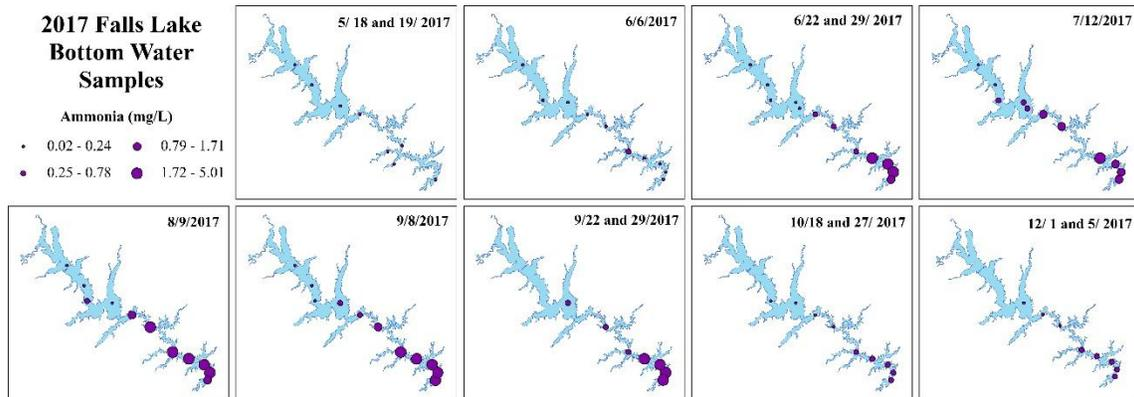 2017 Falls Lake
Bottom Water
Samples
Ammonia (mg/L)
0.02 - 0.24
0.79 - 1.71
0.25 - 0.78
1.72 - 5.01
5/ 18 and 19/ 2017
6/6/2017
6/22 and 29/ 2017
7/12/2017
8/9/2017
9/8/2017
9/22 and 29/2017
10/18 and 27/ 2017
12/ 1 and 5/ 2017